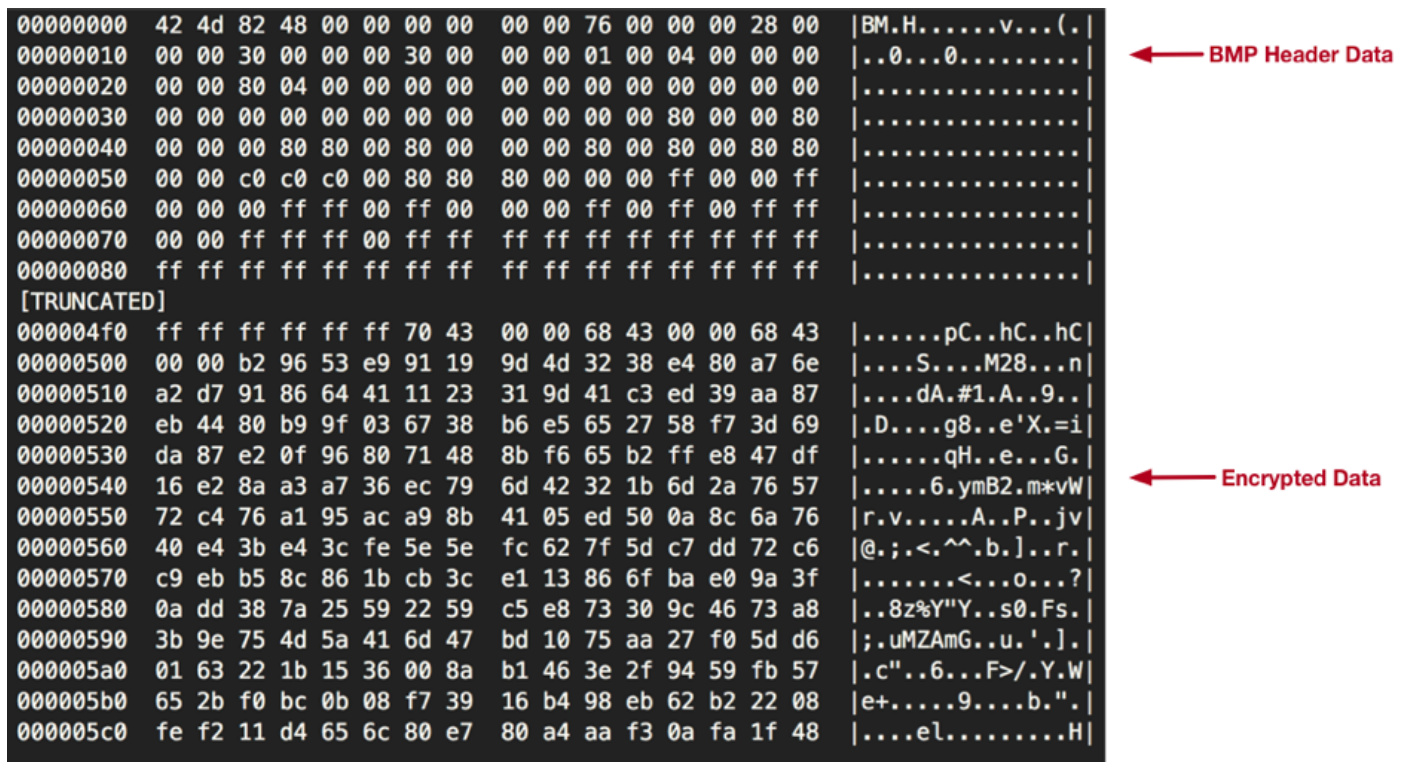 00000000  42 4d 82 48 00 00 00 00  00 00 76 00 00 00 28 00  |BM.H......v...(.|
00000010  00 00 30 00 00 00 30 00  00 00 01 00 04 00 00 00  |..0...0.........|
BMP Header Data
00000020  00 00 80 04 00 00 00 00  00 00 00 00 00 00 00 00  |................|
00000030  00 00 00 00 00 00 00 00  00 00 00 00 80 00 00 80  |................|
00000040  00 00 00 80 80 00 80 00  00 00 80 00 80 00 80 80  |................|
00000050  00 00 c0 c0 c0 00 80 80  80 00 00 00 ff 00 00 ff  |................|
00000060  00 00 00 ff ff 00 ff 00  00 00 ff 00 ff 00 ff ff  |................|
00000070  00 00 ff ff ff 00 ff ff  ff ff ff ff ff ff ff ff  |................|
00000080  ff ff ff ff ff ff ff ff  ff ff ff ff ff ff ff ff  |................|
[TRUNCATED]
000004f0  ff ff ff ff ff ff 70 43  00 00 68 43 00 00 68 43  |......pC..hC..hC|
00000500  00 00 b2 96 53 e9 91 19  9d 4d 32 38 e4 80 a7 6e  |....S....M28...n|
00000510  a2 d7 91 86 64 41 11 23  31 9d 41 c3 ed 39 aa 87  |....dA.#1.A..9..|
00000520  eb 44 80 b9 9f 03 67 38  b6 e5 65 27 58 f7 3d 69  |.D....g8..e'X.=i|
00000530  da 87 e2 0f 96 80 71 48  8b f6 65 b2 ff e8 47 df  |......qH..e...G.|
00000540  16 e2 8a a3 a7 36 ec 79  6d 42 32 1b 6d 2a 76 57  |.....6.ymB2.m*vW|
Encrypted Data
00000550  72 c4 76 a1 95 ac a9 8b  41 05 ed 50 0a 8c 6a 76  |r.v.....A..P..jv|
00000560  40 e4 3b e4 3c fe 5e 5e  fc 62 7f 5d c7 dd 72 c6  |@.;.<.^^.b.]..r.|
00000570  c9 eb b5 8c 86 1b cb 3c  e1 13 86 6f ba e0 9a 3f  |.......<...o...?|
00000580  0a dd 38 7a 25 59 22 59  c5 e8 73 30 9c 46 73 a8  |..8z%Y"Y..s0.Fs.|
00000590  3b 9e 75 4d 5a 41 6d 47  bd 10 75 aa 27 f0 5d d6  |;.uMZAmG..u.'.].|
000005a0  01 63 22 1b 15 36 00 8a  b1 46 3e 2f 94 59 fb 57  |.c"..6...F>/.Y.W|
000005b0  65 2b f0 bc 0b 08 f7 39  16 b4 98 eb 62 b2 22 08  |e+.....9....b.".|
000005c0  fe f2 11 d4 65 6c 80 e7  80 a4 aa f3 0a fa 1f 48  |....el.........H|